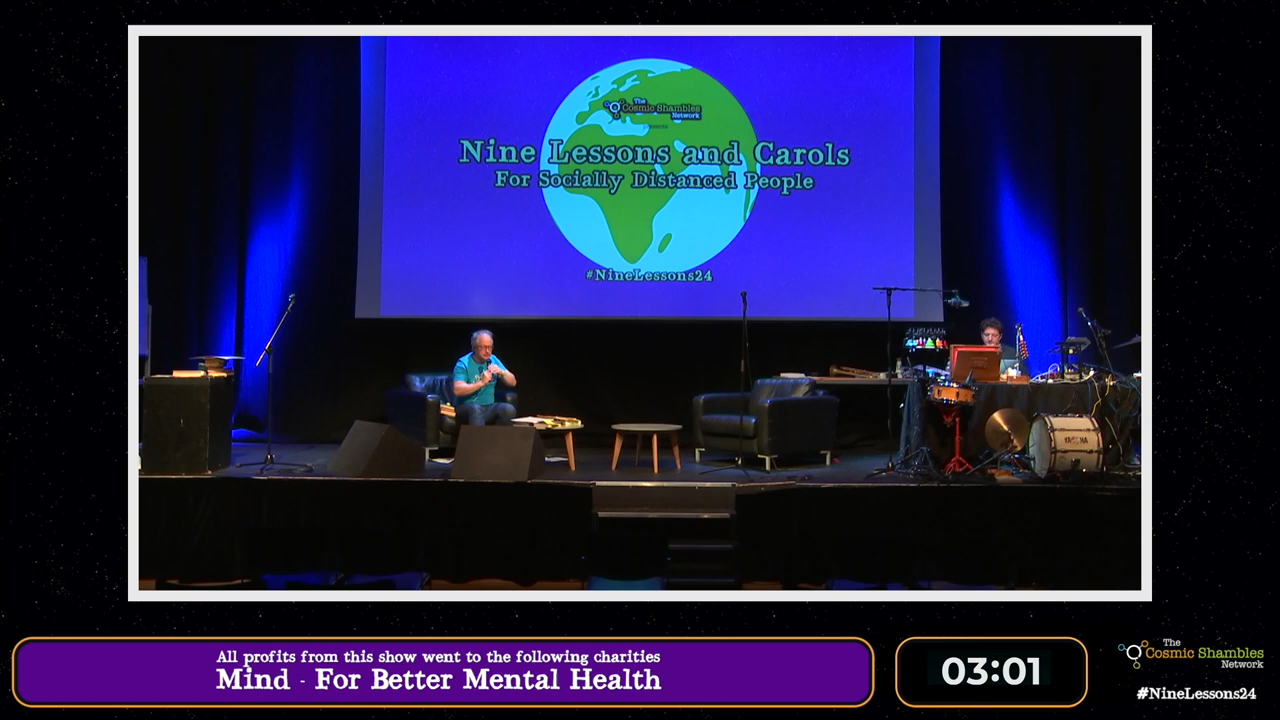 The
Cosmic Shambles
Network
Nine Lessons and Carols
For Socially Distanced People
#NineLessons24
YAMAHA
All profits from this show went to the following charities
Mind - For Better Mental Health
03:01
The
Cosmic Shambles
Network
#NineLessons24